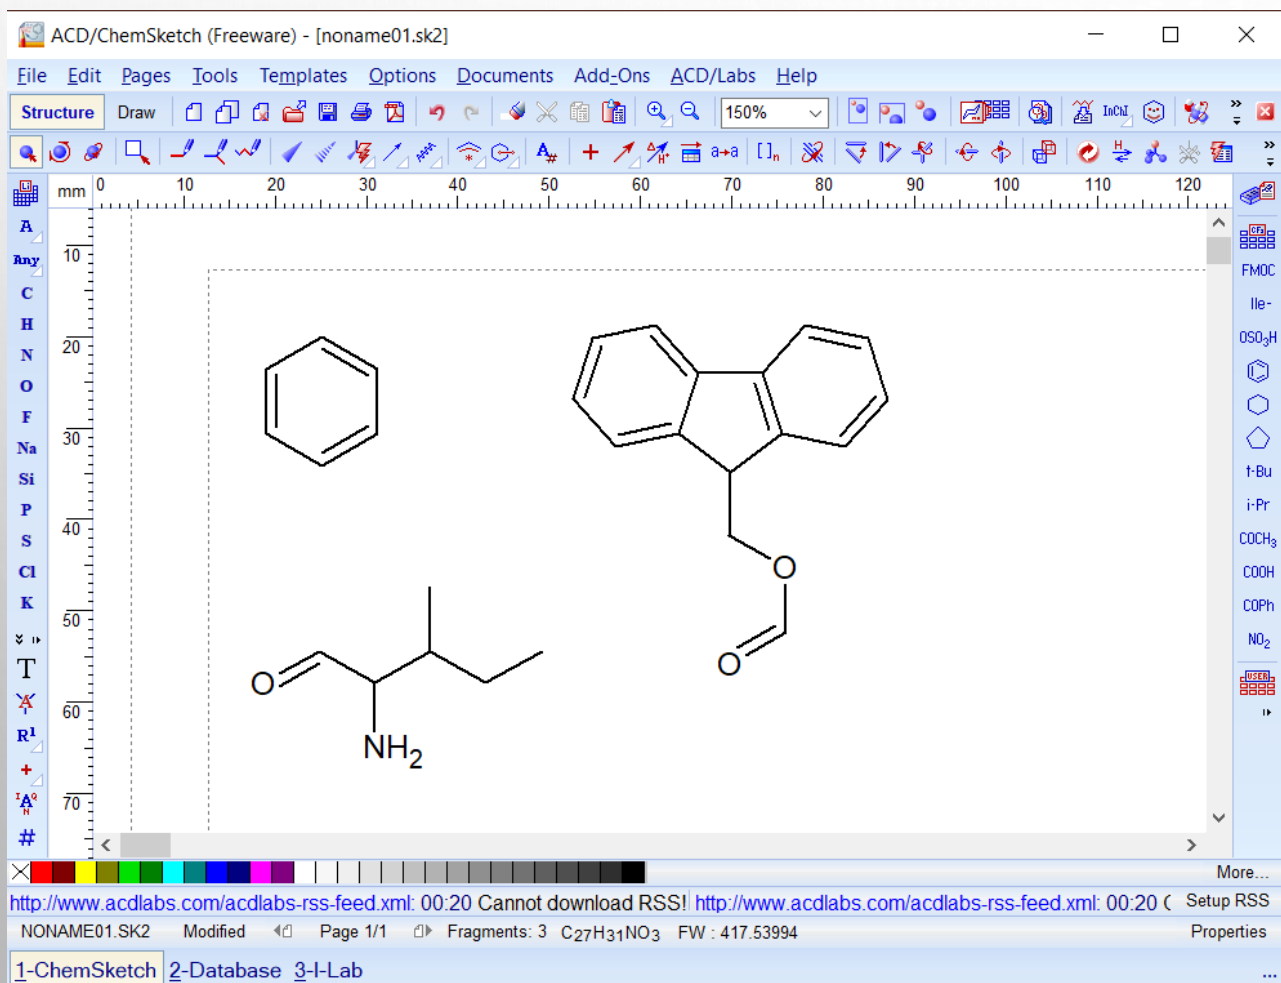 ACD/ChemSketch (Freeware) - [noname01.sk2]
File Edit Pages Tools Templates Options Documents Add-Ons ACD/Labs Help
Structure Draw 150% InChI
A# H a→a []n H
mm 0 10 20 30 40 50 60 70 80 90 100 110 120
A
Any
C
H
N
O
F
Na
Si
P
S
Cl
K
T
A
R¹
#
10
20
30
40
50
60
70
O
O
O
NH₂
CF₃
FMOC
Ile-
OSO₃H
t-Bu
i-Pr
COCH₃
COOH
COPh
NO₂
USER
More...
http://www.acdlabs.com/acdlabs-rss-feed.xml: 00:20 Cannot download RSS! http://www.acdlabs.com/acdlabs-rss-feed.xml: 00:20 ( Setup RSS
NONAME01.SK2 Modified Page 1/1 Fragments: 3 C₂₇H₃₁NO₃ FW : 417.53994 Properties
1-ChemSketch 2-Database 3-I-Lab ...